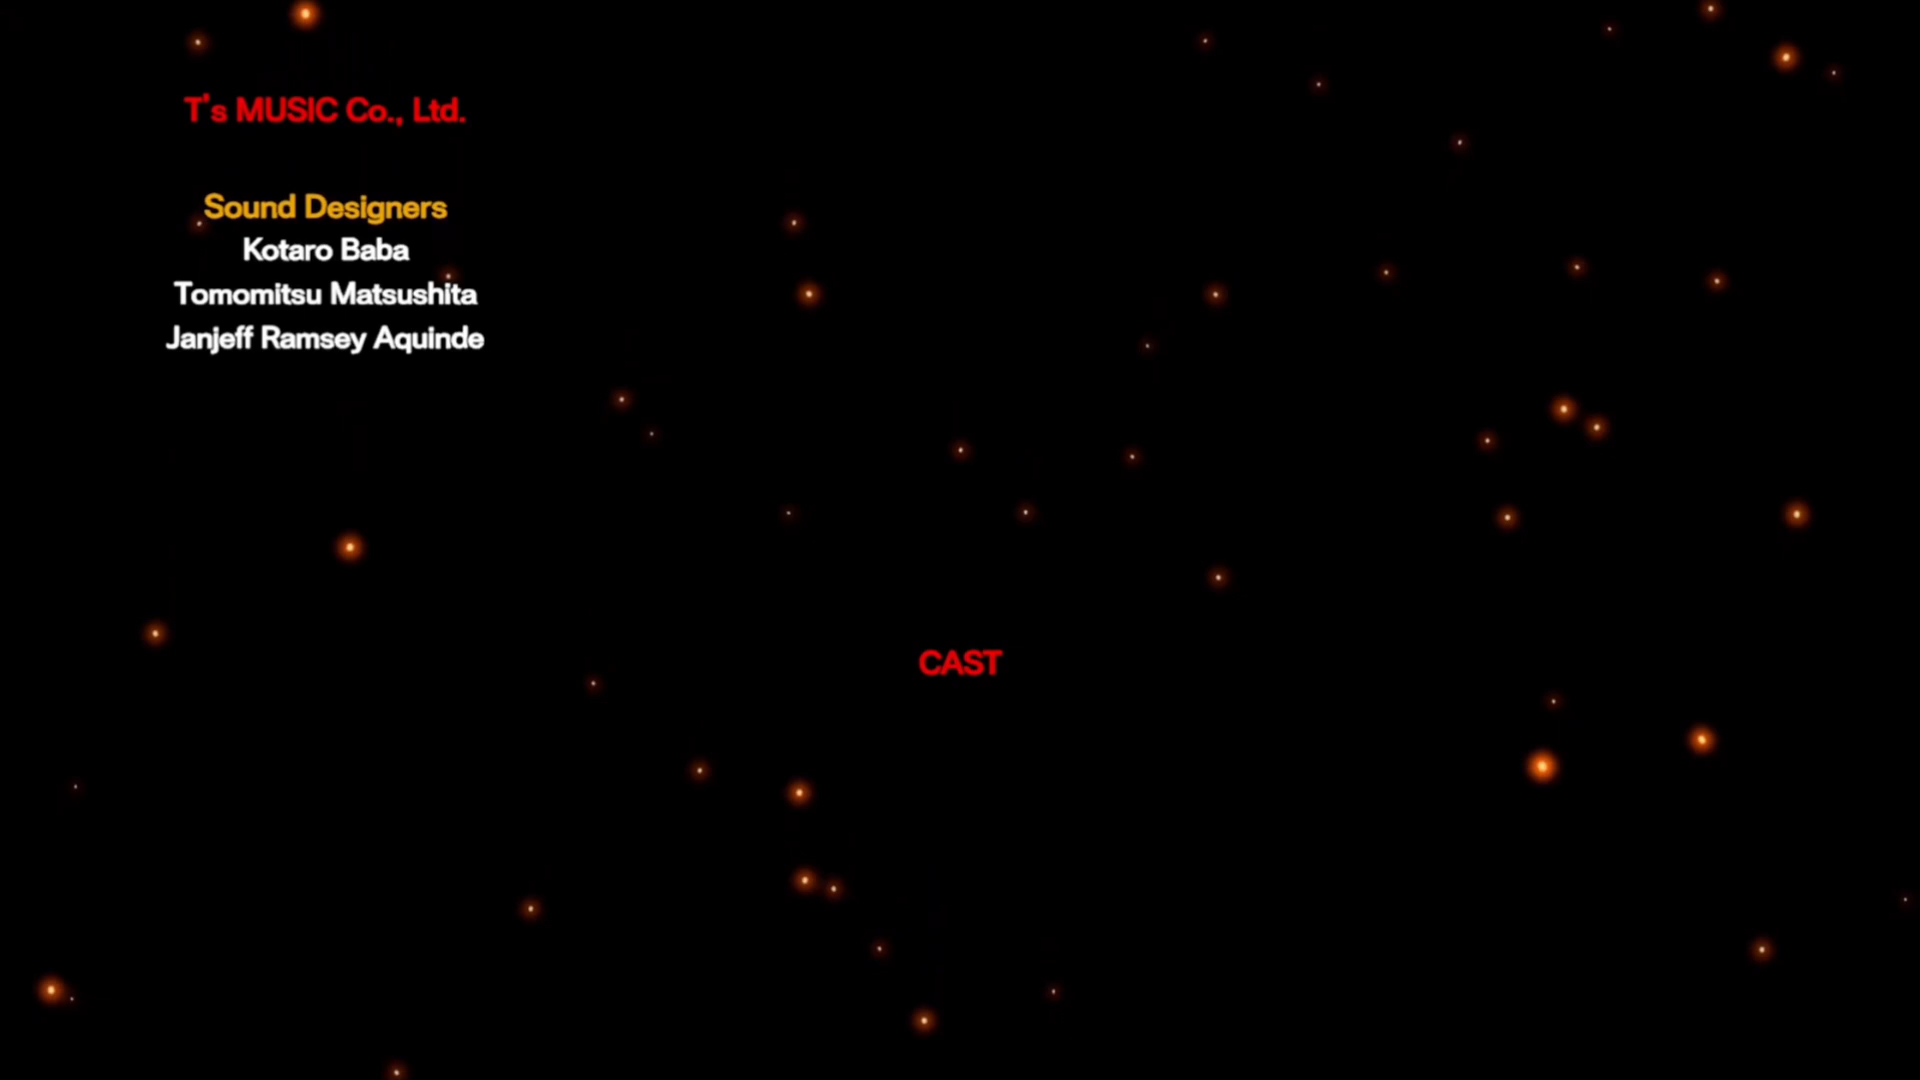 T's MUSIC Co., Ltd.
Sound Designers
Kotaro Baba
Tomomitsu Matsushita
Janjeff Ramsey Aquinde
CAST